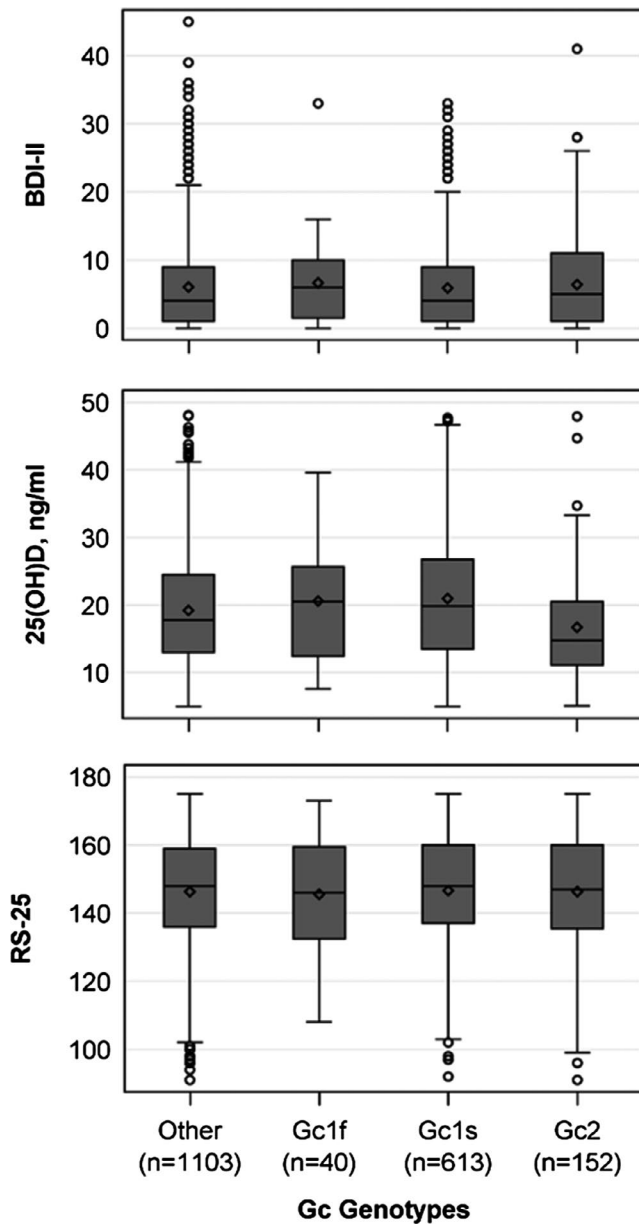 BDI-II
40
30
20
10
0
25(OH)D, ng/ml
50
40
30
20
10
RS-25
180
160
140
120
100
Other Gc1f Gc1s Gc2
(n=1103) (n=40) (n=613) (n=152)
Gc Genotypes